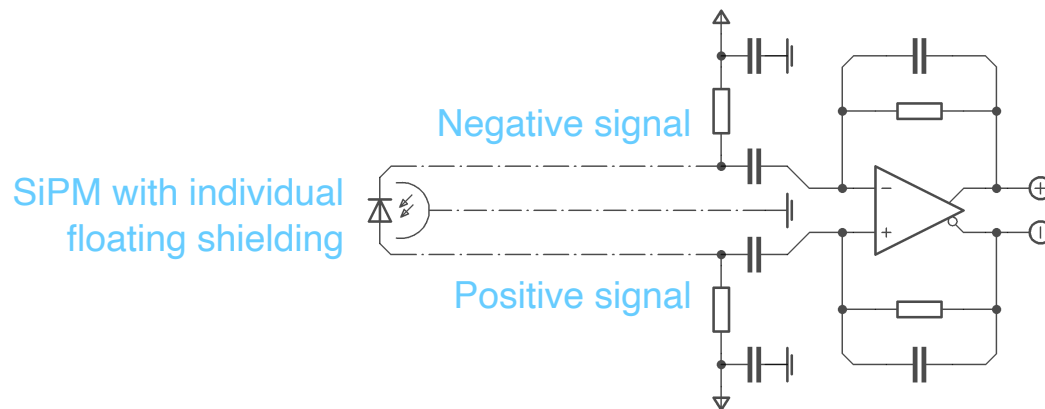 Negative signal
SiPM with individual
floating shielding
Positive signal